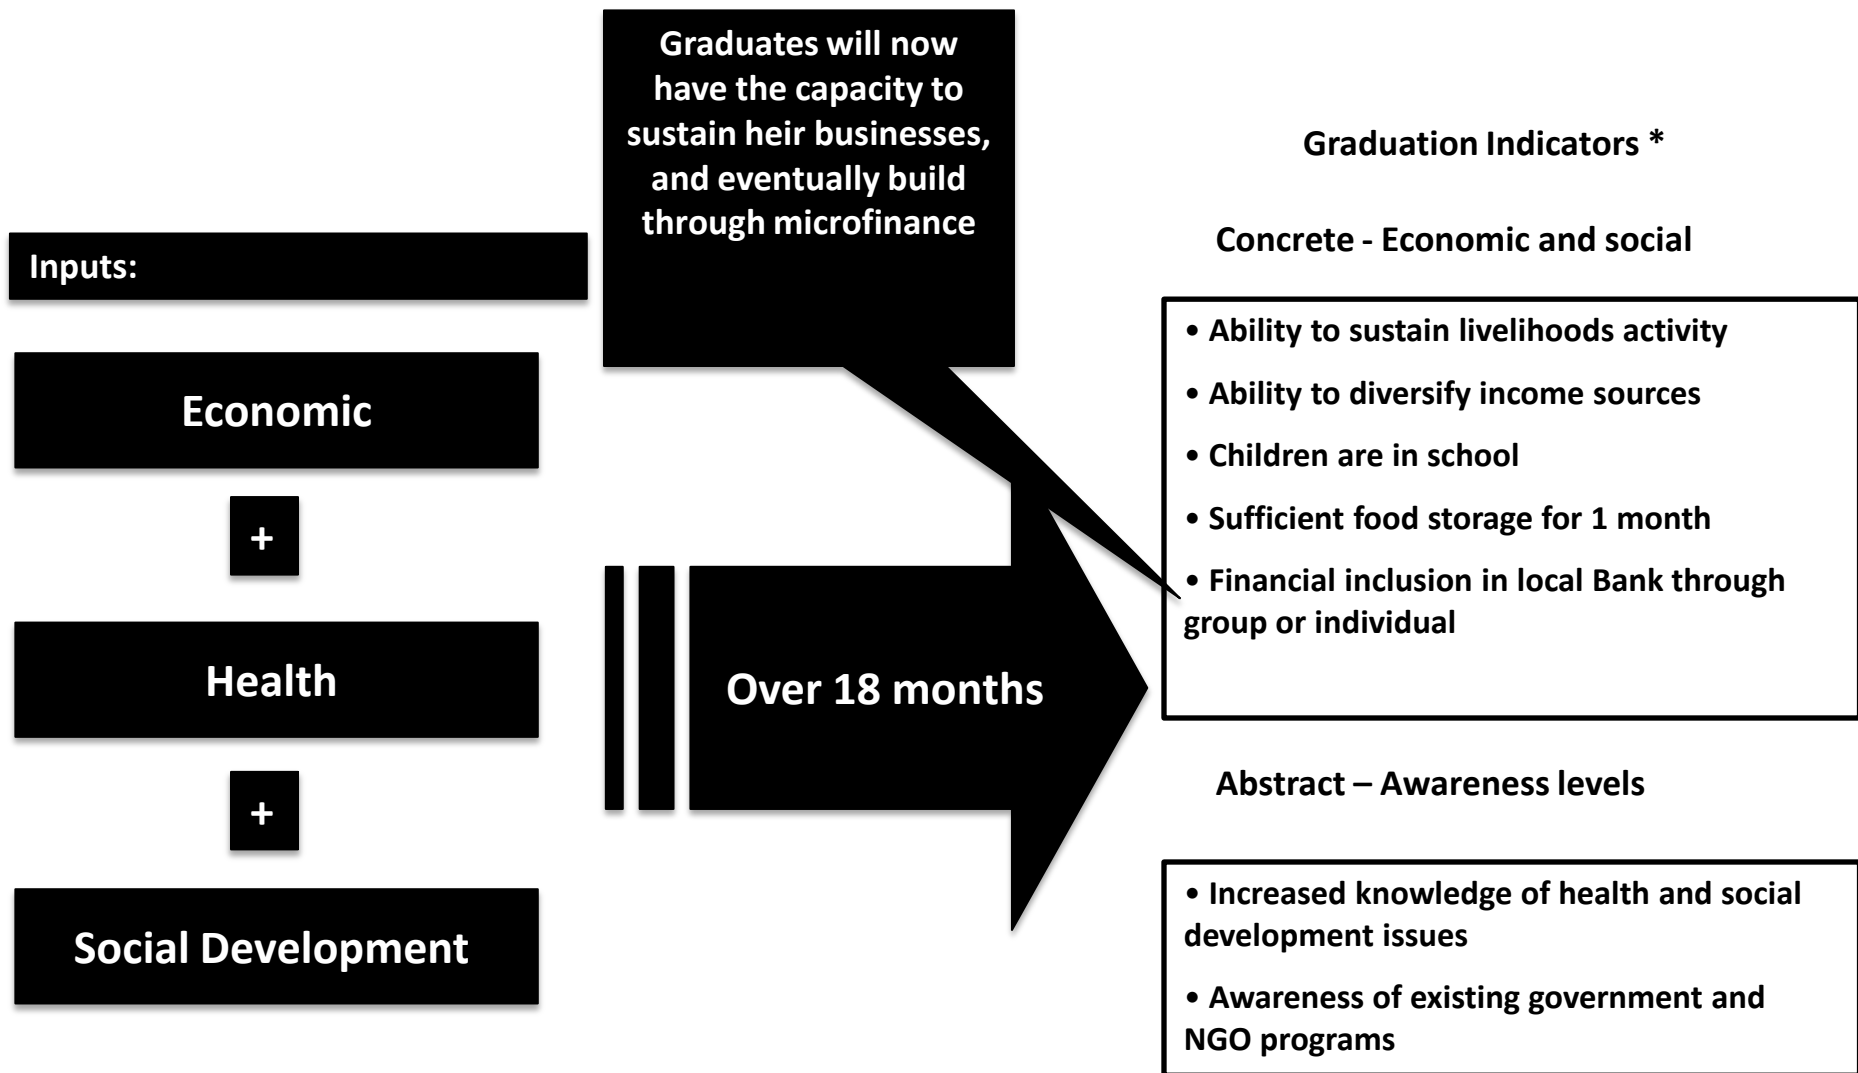 Graduates will now
have the capacity to
sustain heir businesses,
and eventually build
through microfinance
Inputs:
Economic
+
Health
+
Social Development
Over 18 months
Graduation Indicators *
Concrete - Economic and social
• Ability to sustain livelihoods activity
• Ability to diversify income sources
• Children are in school
• Sufficient food storage for 1 month
• Financial inclusion in local Bank through
group or individual
Abstract – Awareness levels
• Increased knowledge of health and social
development issues
• Awareness of existing government and
NGO programs